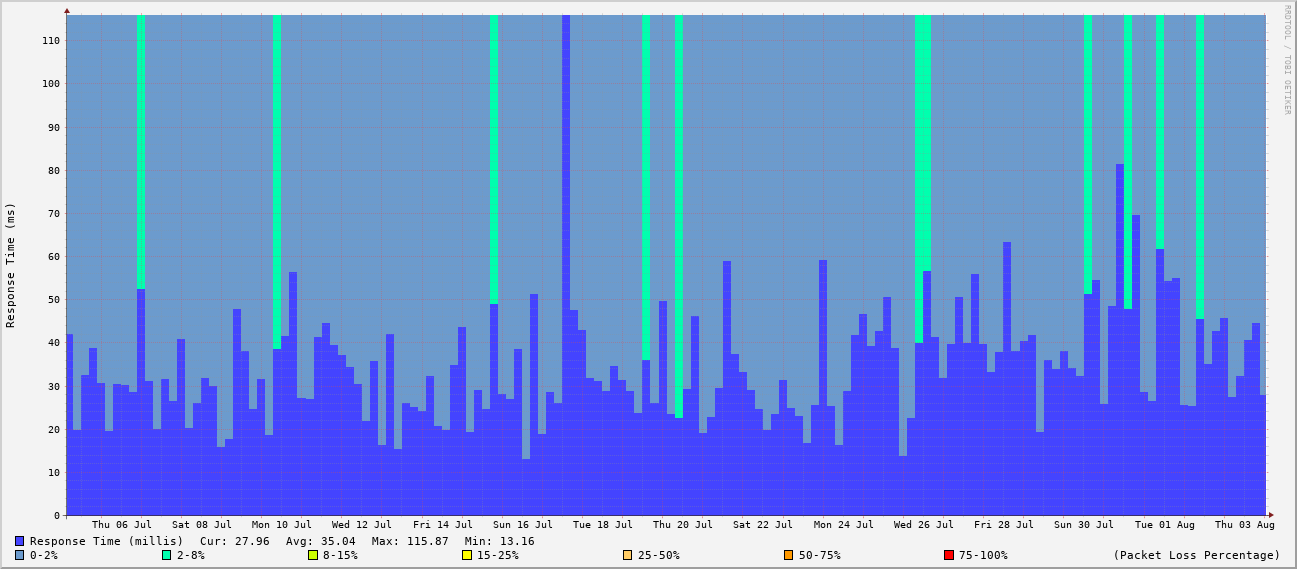 RRDTOOL / TOBI OETIKER
Response Time (ms)
110
100
90
80
70
60
50
40
30
20
10
0
Thu 06 Jul Sat 08 Jul Mon 10 Jul Wed 12 Jul Fri 14 Jul Sun 16 Jul Tue 18 Jul Thu 20 Jul Sat 22 Jul Mon 24 Jul Wed 26 Jul Fri 28 Jul Sun 30 Jul Tue 01 Aug Thu 03 Aug
Response Time (millis) Cur: 27.96 Avg: 35.04 Max: 115.87 Min: 13.16
0-2% 2-8% 8-15% 15-25% 25-50% 50-75% 75-100% (Packet Loss Percentage)